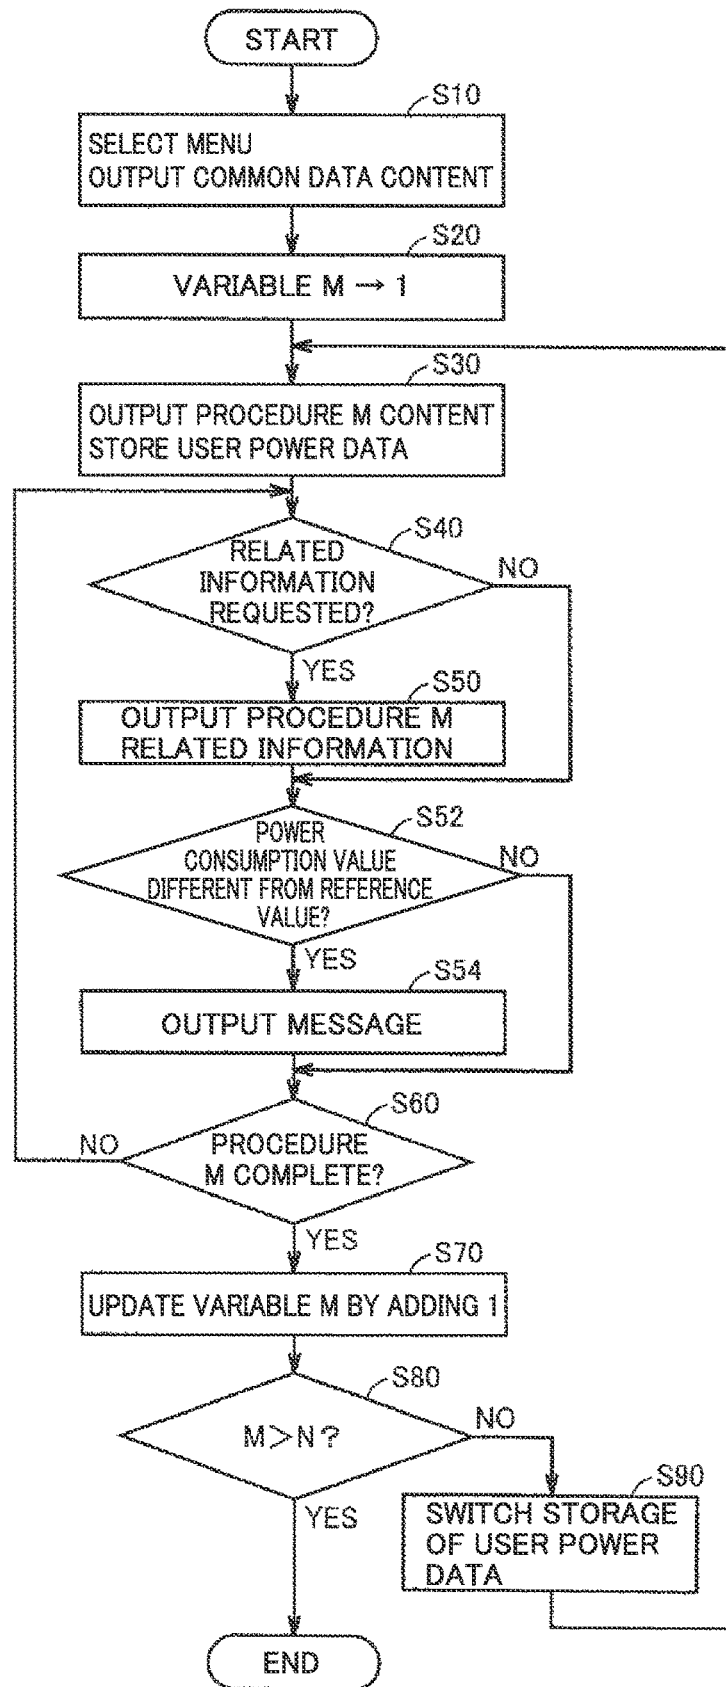 START
S10
SELECT MENU
OUTPUT COMMON DATA CONTENT
S20
VARIABLE M → 1
S30
OUTPUT PROCEDURE M CONTENT
STORE USER POWER DATA
S40
RELATED
INFORMATION
REQUESTED?
NO
YES
S50
OUTPUT PROCEDURE M
RELATED INFORMATION
S52
POWER
CONSUMPTION VALUE
DIFFERENT FROM REFERENCE
VALUE?
NO
YES
S54
OUTPUT MESSAGE
S60
PROCEDURE
M COMPLETE?
NO
YES
S70
UPDATE VARIABLE M BY ADDING 1
S80
M>N?
NO
YES
S90
SWITCH STORAGE
OF USER POWER
DATA
END